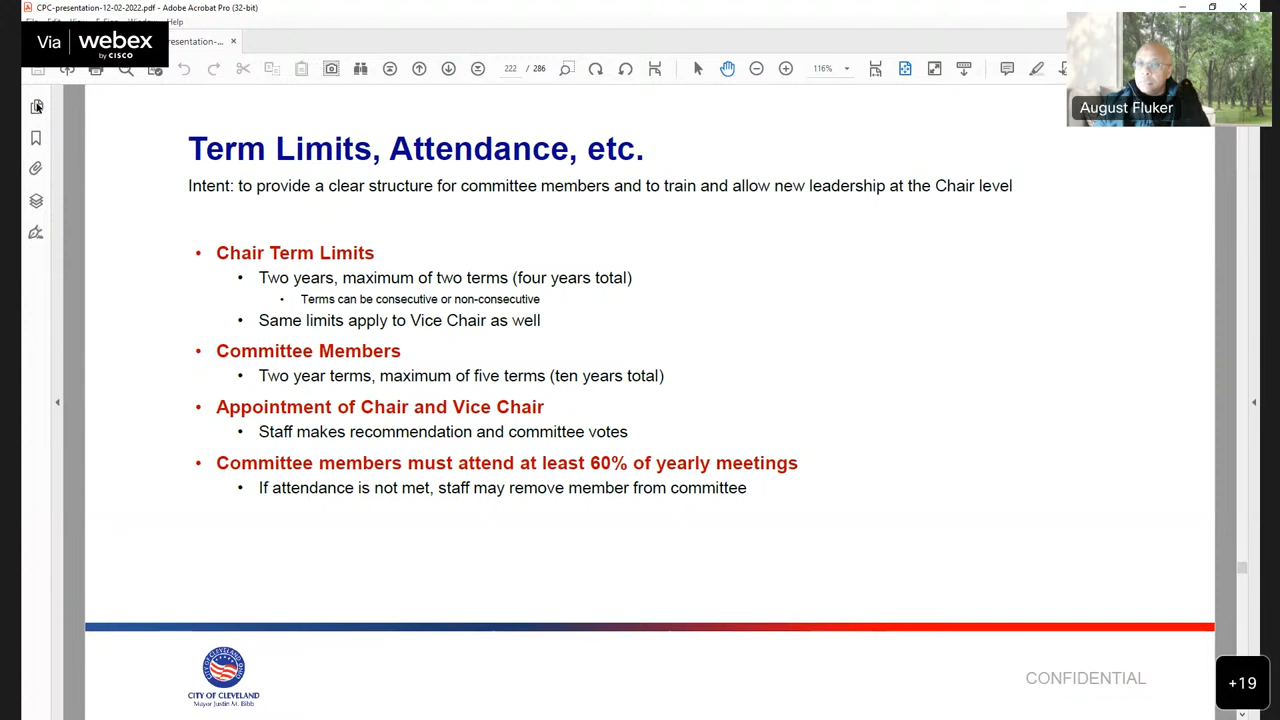 CPC-presentation-12-02-2022.pdf - Adobe Acrobat Pro (32-bit)
Window Help
Via webex
by CISCO
resentation-... ×
222 / 286
116%
August Fluker
Term Limits, Attendance, etc.
Intent: to provide a clear structure for committee members and to train and allow new leadership at the Chair level
• Chair Term Limits
• Two years, maximum of two terms (four years total)
• Terms can be consecutive or non-consecutive
• Same limits apply to Vice Chair as well
• Committee Members
• Two year terms, maximum of five terms (ten years total)
• Appointment of Chair and Vice Chair
• Staff makes recommendation and committee votes
• Committee members must attend at least 60% of yearly meetings
• If attendance is not met, staff may remove member from committee
CITY OF CLEVELAND
Mayor Justin M. Bibb
CONFIDENTIAL
+19